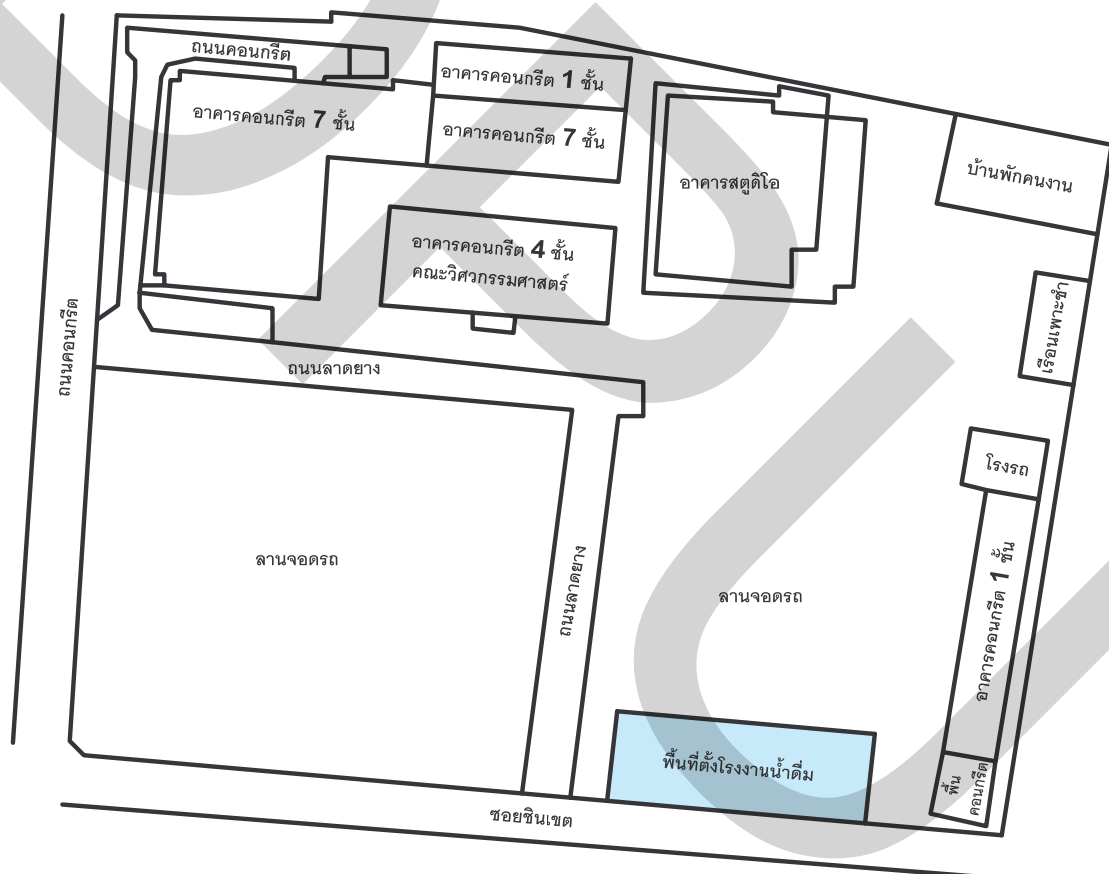 ถนนคอนกรีต
อาคารคอนกรีต 1 ชั้น
อาคารคอนกรีต 7 ชั้น
อาคารคอนกรีต 7 ชั้น
บ้านพักคนงาน
อาคารสตูดิโอ
อาคารคอนกรีต 4 ชั้น
คณะวิศวกรรมศาสตร์
เรือนเพาะชำ
ถนนคอนกรีต
ถนนลาดยาง
โรงรถ
ลานจอดรถ
ถนนลาดยาง
ลานจอดรถ
อาคารคอนกรีต 1 ชั้น
พื้นที่ตั้งโรงงานน้ำดื่ม
พื้น
คอนกรีต
ซอยชินเขต